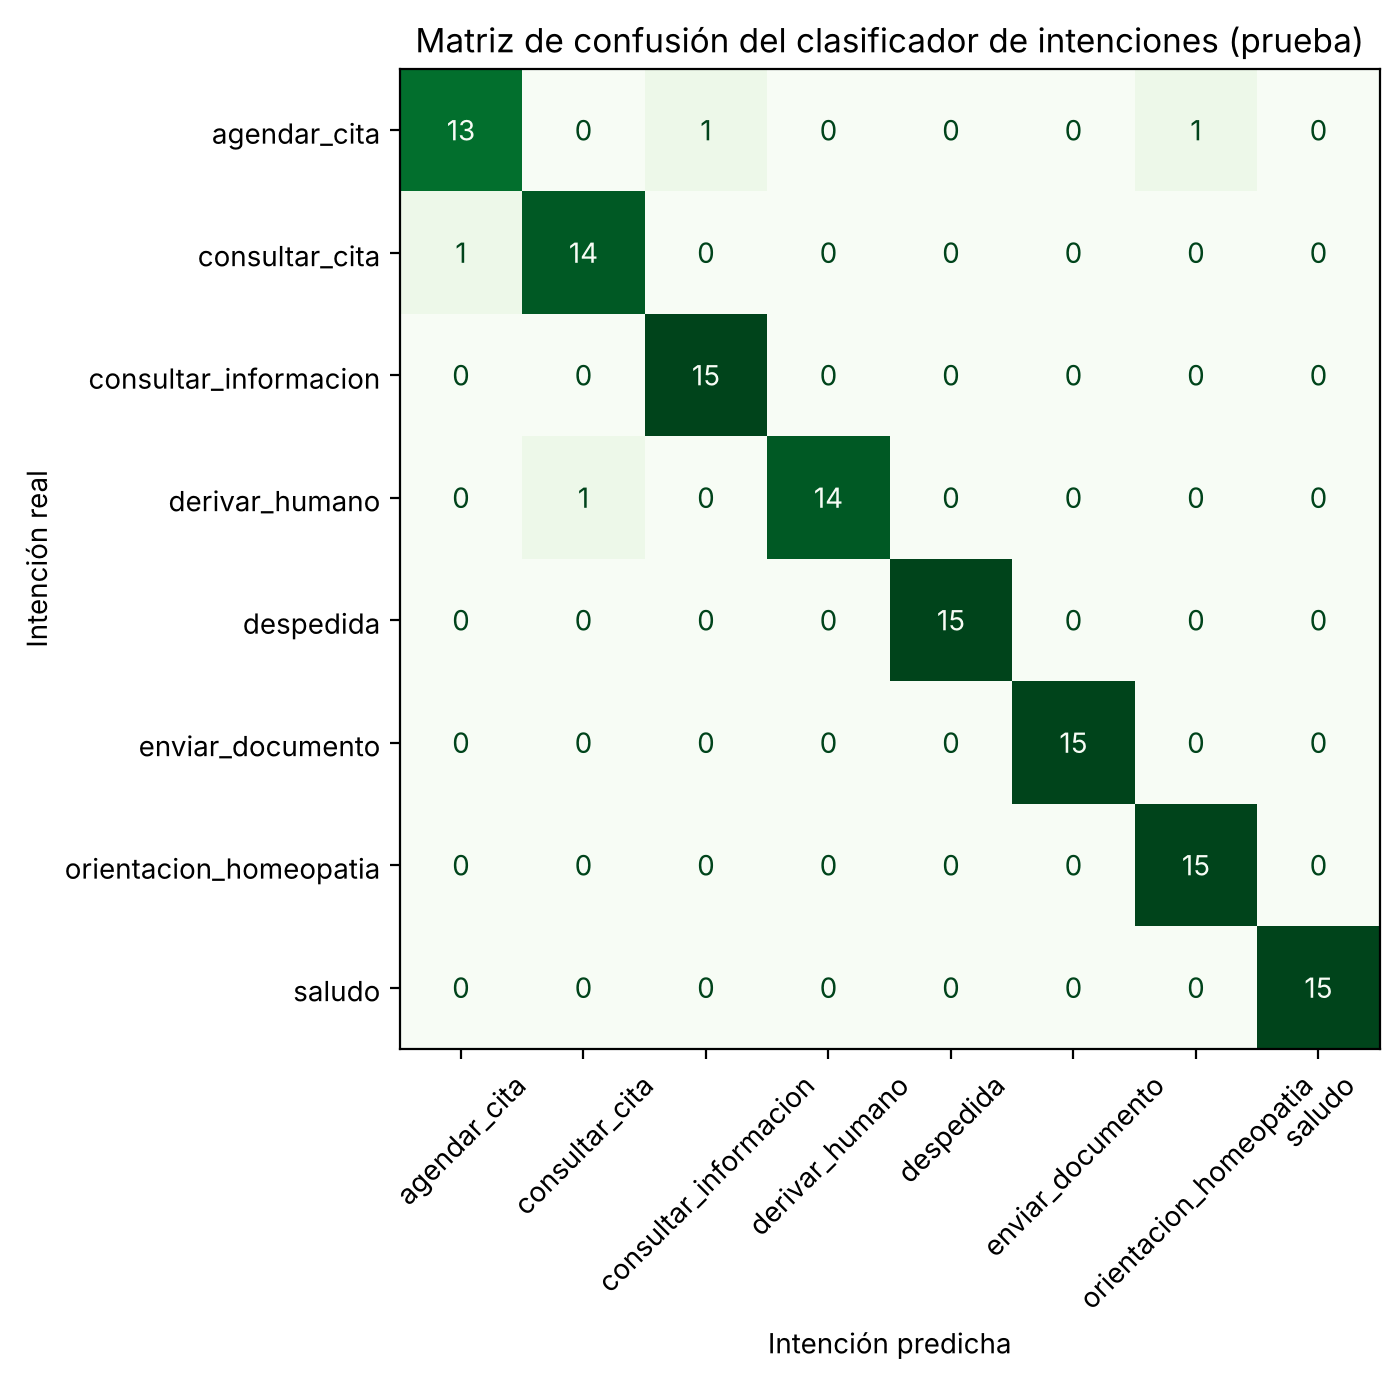 Matriz de confusión del clasificador de intenciones (prueba)
agendar_cita 13 0 1 0 0 0 1 0
consultar_cita 1 14 0 0 0 0 0 0
consultar_informacion 0 0 15 0 0 0 0 0
derivar_humano 0 1 0 14 0 0 0 0
despedida 0 0 0 0 15 0 0 0
enviar_documento 0 0 0 0 0 15 0 0
orientacion_homeopatia 0 0 0 0 0 0 15 0
saludo 0 0 0 0 0 0 0 15
Intención real
agendar_cita
consultar_cita
consultar_informacion
derivar_humano
despedida
enviar_documento
orientacion_homeopatia
saludo
Intención predicha